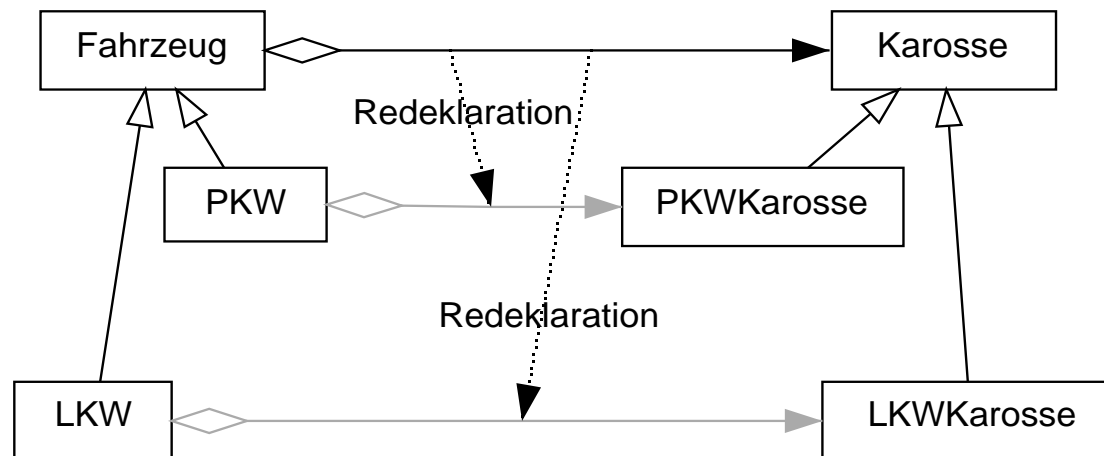 Fahrzeug
Karosse
Redeklaration
PKW
PKWKarosse
Redeklaration
LKW
LKWKarosse